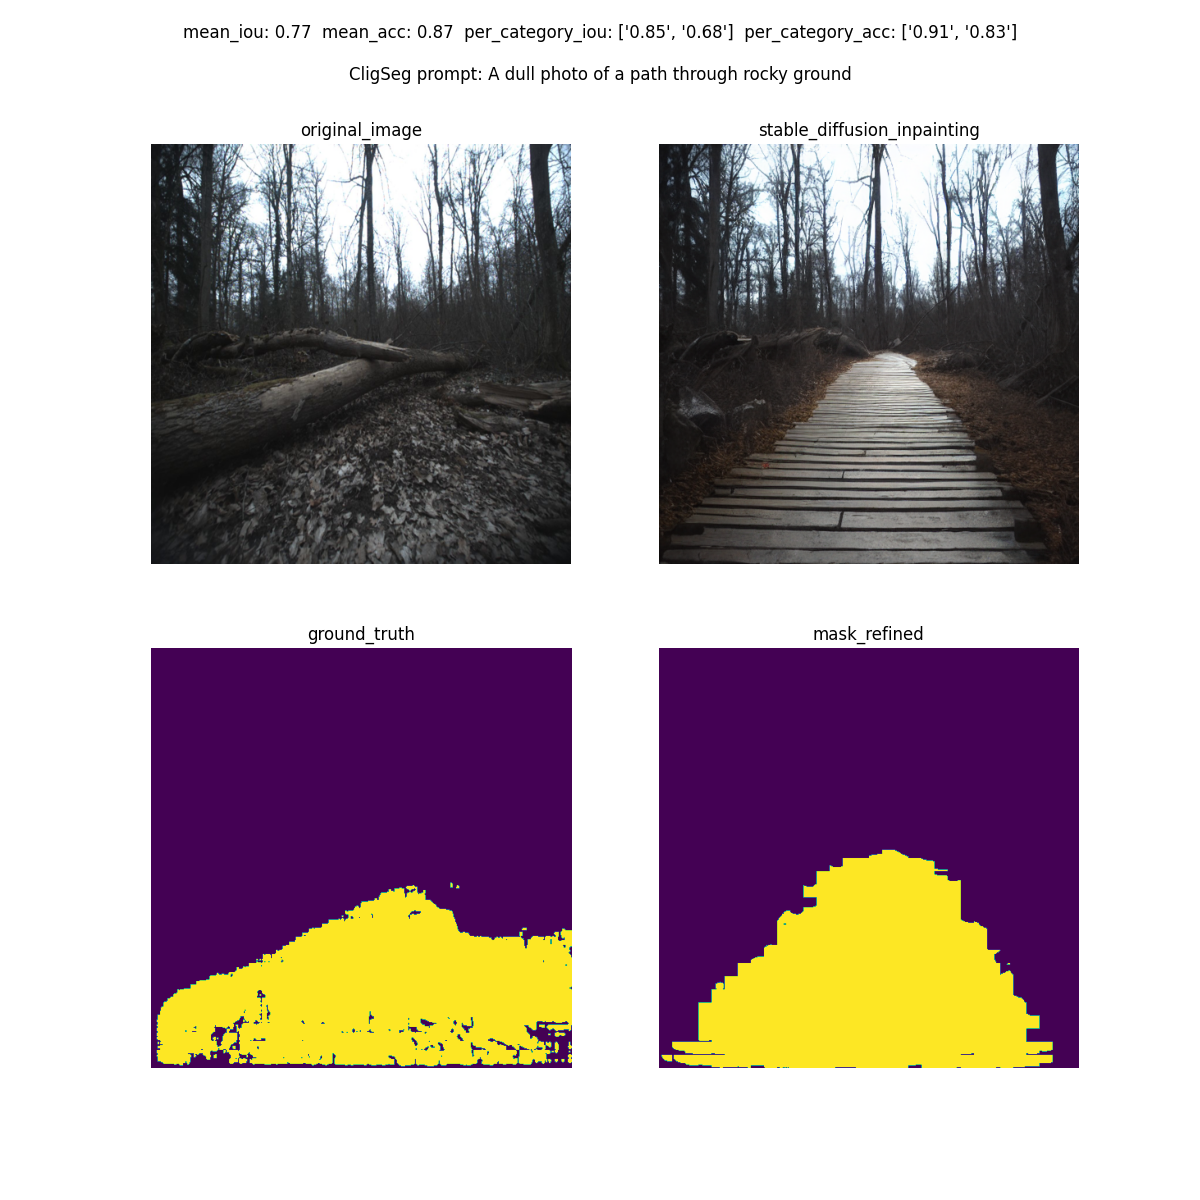 mean_iou: 0.77  mean_acc: 0.87  per_category_iou: ['0.85', '0.68']  per_category_acc: ['0.91', '0.83']
CligSeg prompt: A dull photo of a path through rocky ground
original_image
stable_diffusion_inpainting
ground_truth
mask_refined